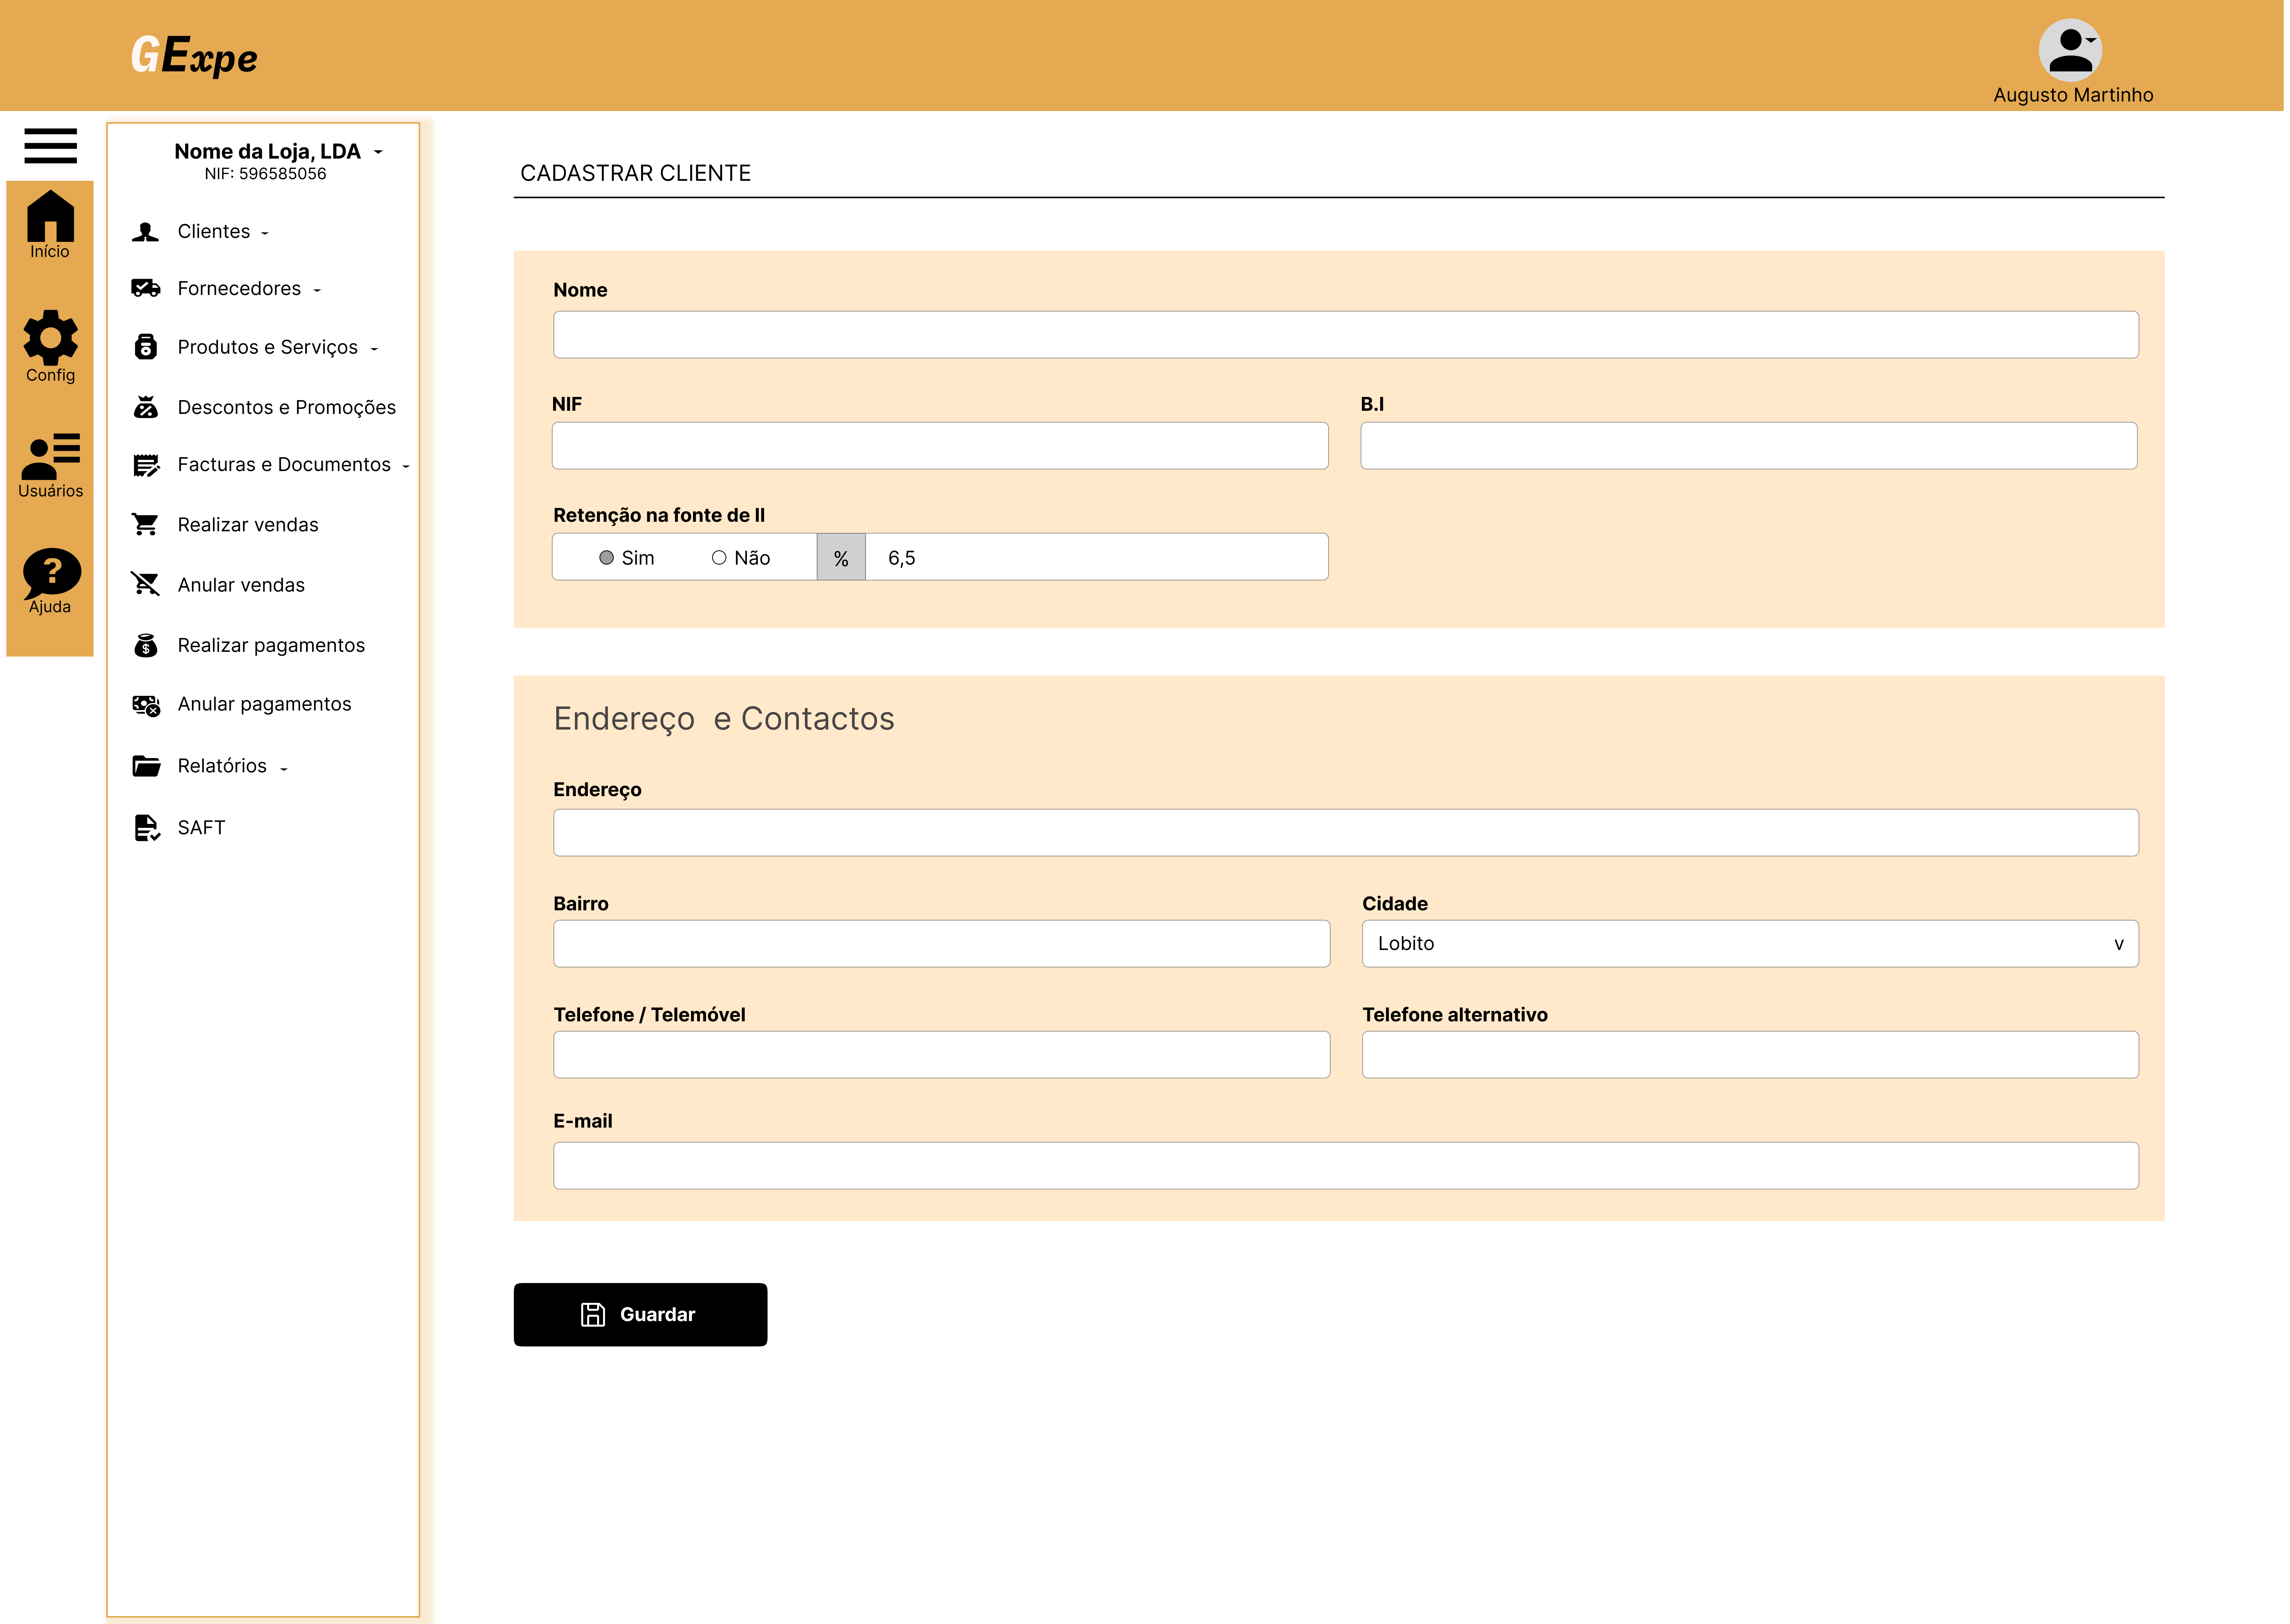 GExpe
Augusto Martinho
Início
Config
Usuários
?
Ajuda
Nome da Loja, LDA
NIF: 596585056
Clientes
Fornecedores
Produtos e Serviços
Descontos e Promoções
Facturas e Documentos
Realizar vendas
Anular vendas
Realizar pagamentos
Anular pagamentos
Relatórios
SAFT
CADASTRAR CLIENTE
Nome
NIF B.I
Retenção na fonte de II
Sim Não % 6,5
Endereço e Contactos
Endereço
Bairro Cidade
Lobito v
Telefone / Telemóvel Telefone alternativo
E-mail
Guardar